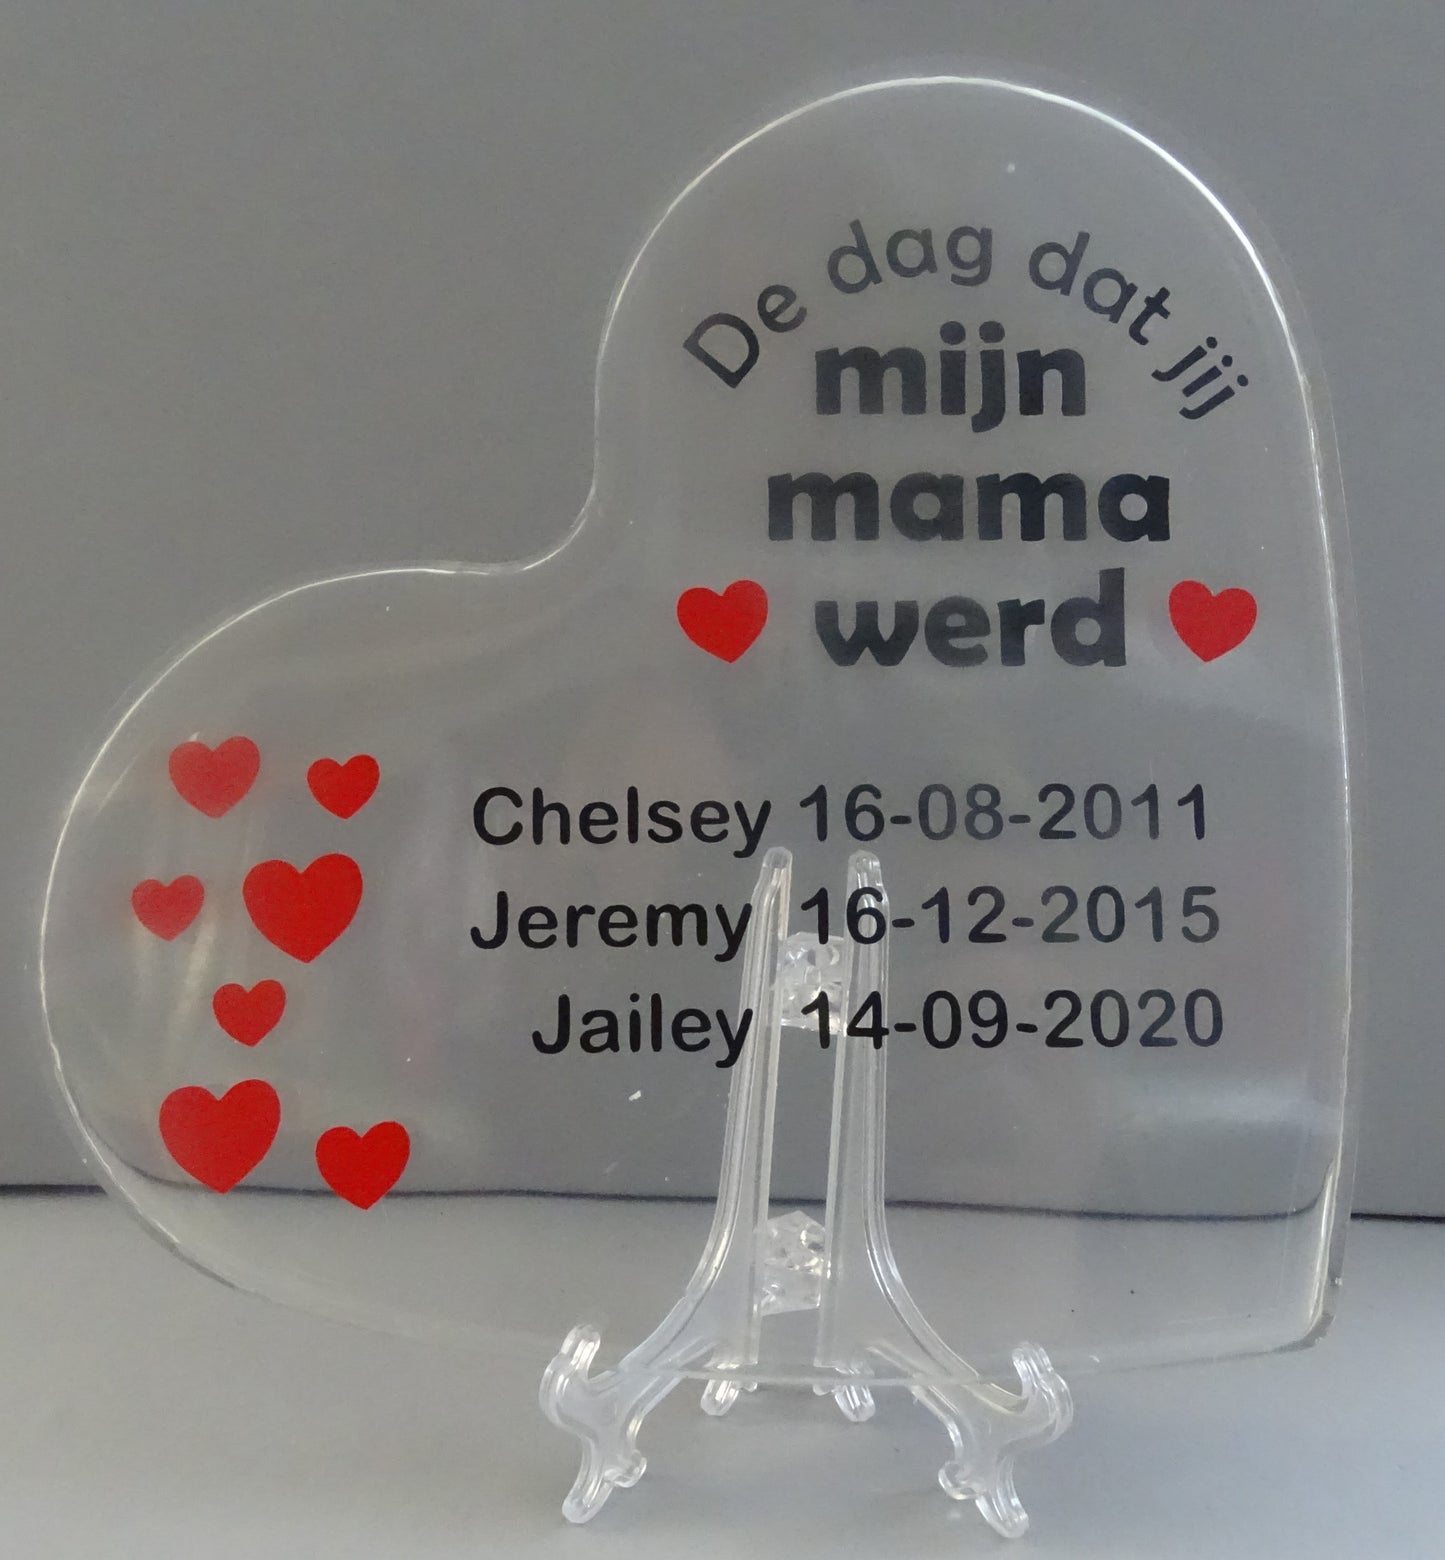 De dag dat jij
mijn
mama
werd
Chelsey 16-08-2011
Jeremy 16-12-2015
Jailey 14-09-2020